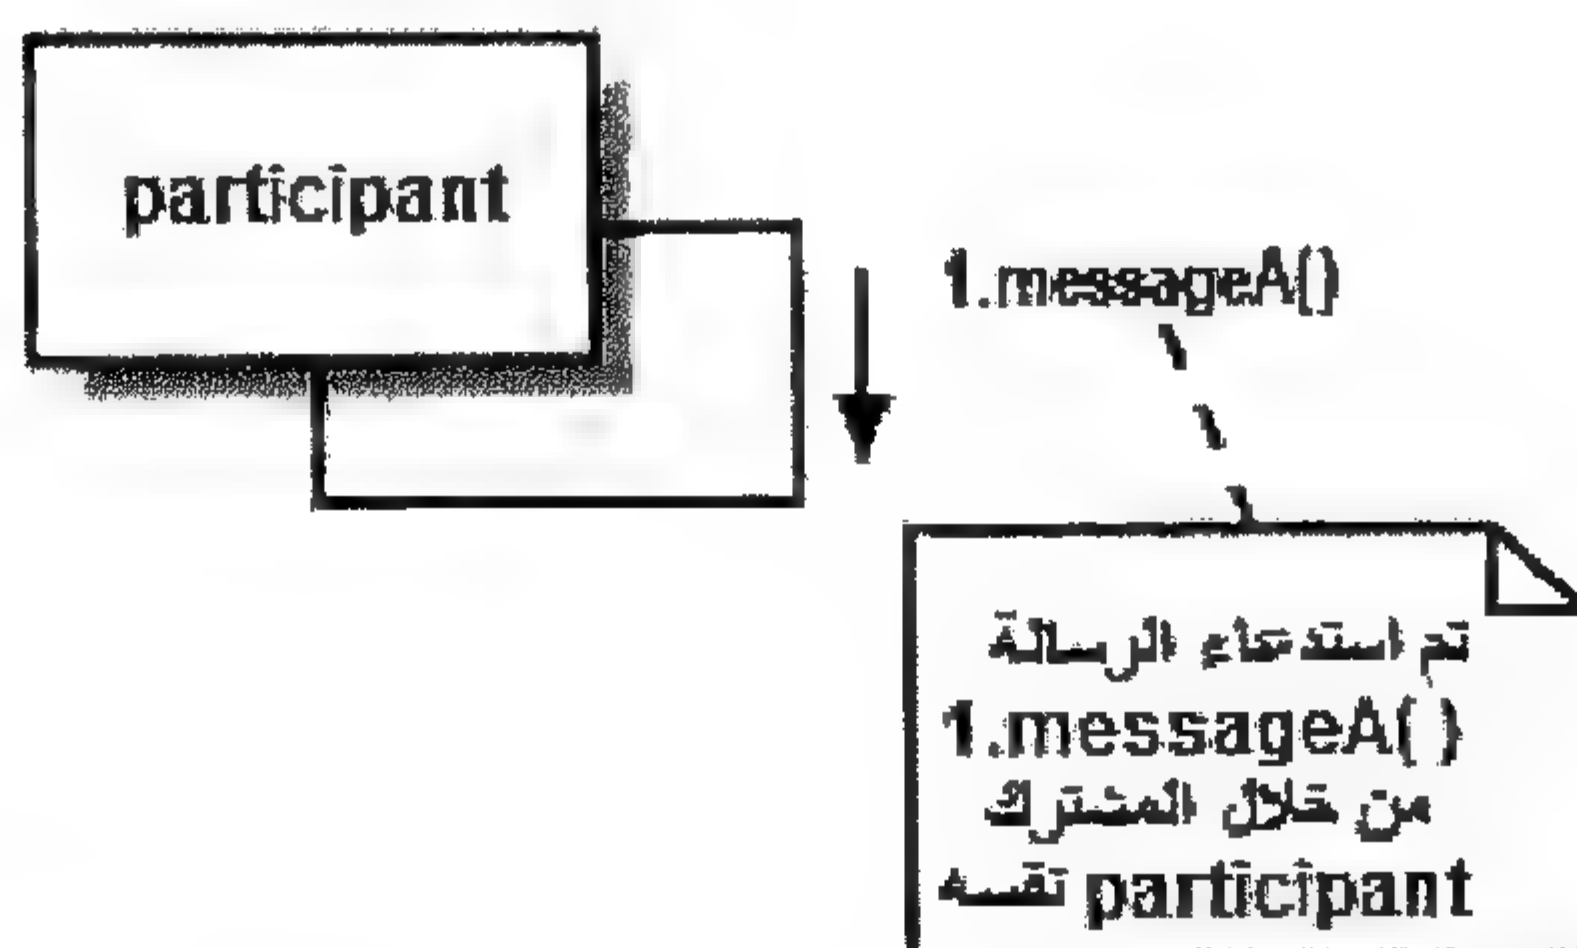 participant
1.messageA()
تم استدعاء الرسالة
1.messageA( )
من خلال المشترك
participant نفسه